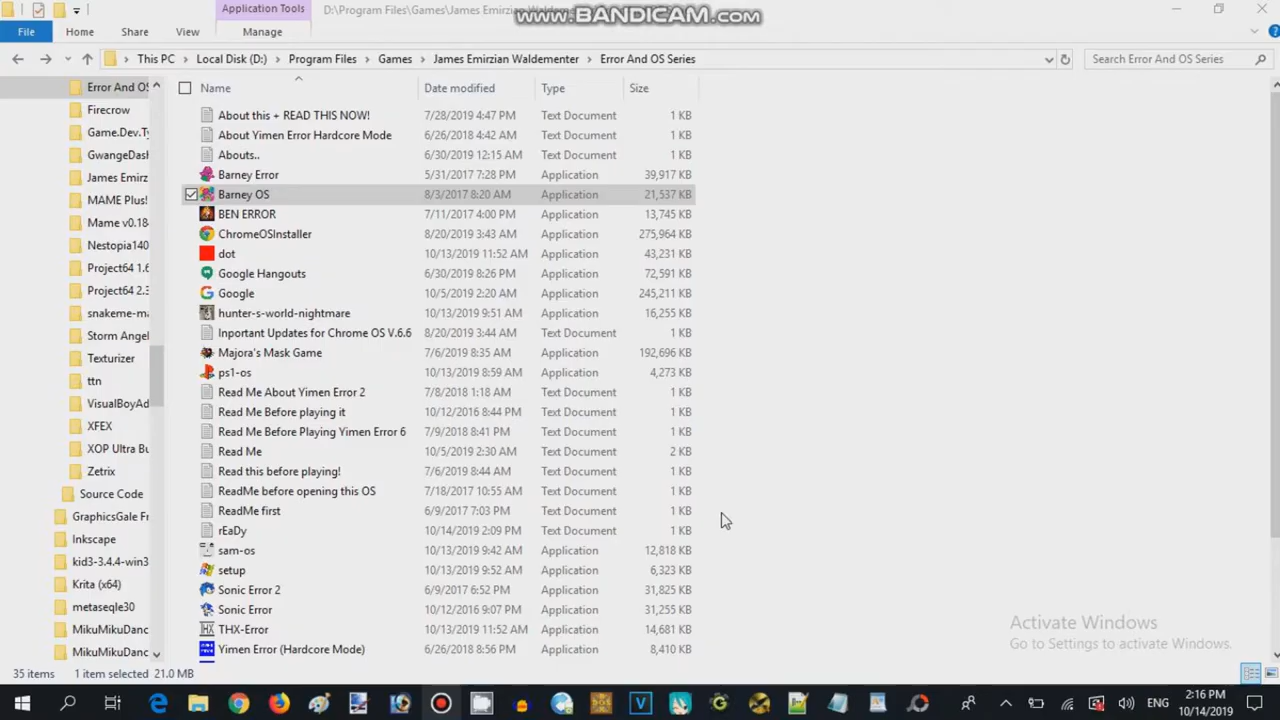 Application Tools
D:\Program Files\Games\James Emirzian
www.BANDICAM.com
File Home Share View Manage
This PC Local Disk (D:) Program Files Games James Emirzian Waldementer Error And OS Series
Search Error And OS Series
Name Date modified Type Size
About this + READ THIS NOW! 7/28/2019 4:47 PM Text Document 1 KB
About Yimen Error Hardcore Mode 6/26/2018 4:42 AM Text Document 1 KB
Abouts.. 6/30/2019 12:15 AM Text Document 1 KB
Barney Error 5/31/2017 7:28 PM Application 39,917 KB
Barney OS 8/3/2017 8:20 AM Application 21,537 KB
BEN ERROR 7/11/2017 4:00 PM Application 13,745 KB
ChromeOSInstaller 8/20/2019 3:43 AM Application 275,964 KB
dot 10/13/2019 11:52 AM Application 43,231 KB
Google Hangouts 6/30/2019 8:26 PM Application 72,591 KB
Google 10/5/2019 2:20 AM Application 245,211 KB
hunter-s-world-nightmare 10/13/2019 9:51 AM Application 16,255 KB
Inportant Updates for Chrome OS V.6.6 8/20/2019 3:44 AM Text Document 1 KB
Majora's Mask Game 7/6/2019 8:35 AM Application 192,696 KB
ps1-os 10/13/2019 8:59 AM Application 4,273 KB
Read Me About Yimen Error 2 7/8/2018 1:18 AM Text Document 1 KB
Read Me Before playing it 10/12/2016 8:44 PM Text Document 1 KB
Read Me Before Playing Yimen Error 6 7/9/2018 8:41 PM Text Document 1 KB
Read Me 10/5/2019 2:30 AM Text Document 2 KB
Read this before playing! 7/6/2019 8:44 AM Text Document 1 KB
ReadMe before opening this OS 7/18/2017 10:55 AM Text Document 1 KB
ReadMe first 6/9/2017 7:03 PM Text Document 1 KB
rEaDy 10/14/2019 2:09 PM Text Document 1 KB
sam-os 10/13/2019 9:42 AM Application 12,818 KB
setup 10/13/2019 9:52 AM Application 6,323 KB
Sonic Error 2 6/9/2017 6:52 PM Application 31,825 KB
Sonic Error 10/12/2016 9:07 PM Application 31,255 KB
THX-Error 10/13/2019 11:52 AM Application 14,681 KB
Yimen Error (Hardcore Mode) 6/26/2018 8:56 PM Application 8,410 KB
Error And OS
Firecrow
Game.Dev.Ty
GwangeDash
James Emirz
MAME Plus!
Mame v0.18
Nestopia140
Project64 1.6
Project64 2.3
snakeme-ma
Storm Angel
Texturizer
ttn
VisualBoyAd
XFEX
XOP Ultra Bu
Zetrix
Source Code
GraphicsGale Fr
Inkscape
kid3-3.4.4-win3
Krita (x64)
metaseqle30
MikuMikuDanc
MikuMikuDanc
Activate Windows
Go to Settings to activate Windows.
35 items 1 item selected 21.0 MB
ENG
2:16 PM
10/14/2019